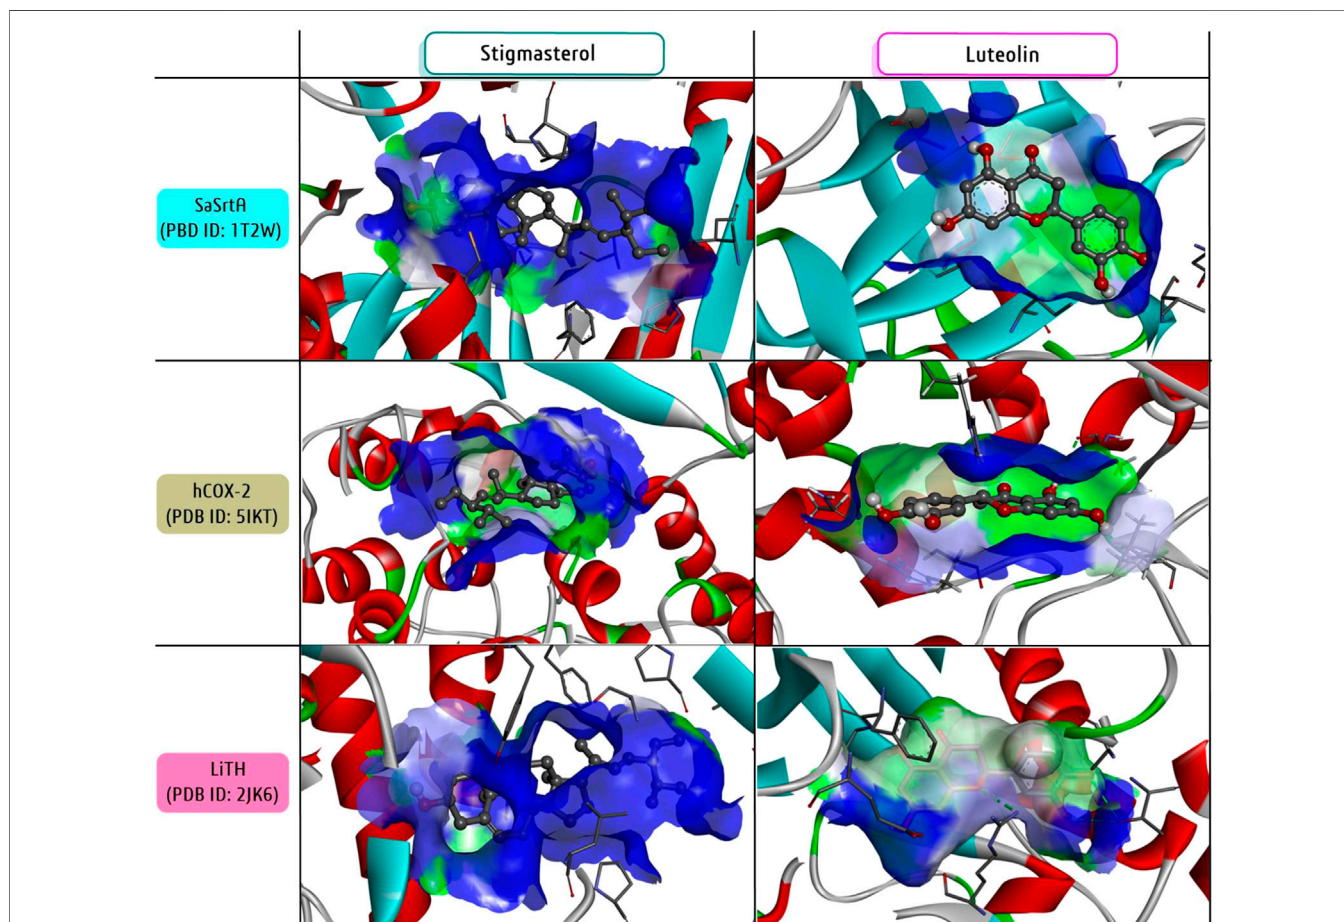 Stigmasterol
Luteolin
SaSrtA
(PBD ID: 1T2W)
hCOX-2
(PDB ID: 5IKT)
LiTH
(PDB ID: 2JK6)